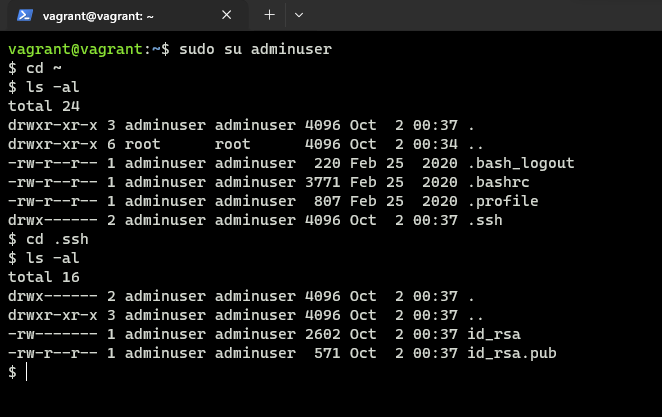 vagrant@vagrant: ~
vagrant@vagrant:~$ sudo su adminuser
$ cd ~
$ ls -al
total 24
drwxr-xr-x 3 adminuser adminuser 4096 Oct  2 00:37 .
drwxr-xr-x 6 root      root      4096 Oct  2 00:34 ..
-rw-r--r-- 1 adminuser adminuser  220 Feb 25  2020 .bash_logout
-rw-r--r-- 1 adminuser adminuser 3771 Feb 25  2020 .bashrc
-rw-r--r-- 1 adminuser adminuser  807 Feb 25  2020 .profile
drwx------ 2 adminuser adminuser 4096 Oct  2 00:37 .ssh
$ cd .ssh
$ ls -al
total 16
drwx------ 2 adminuser adminuser 4096 Oct  2 00:37 .
drwxr-xr-x 3 adminuser adminuser 4096 Oct  2 00:37 ..
-rw------- 1 adminuser adminuser 2602 Oct  2 00:37 id_rsa
-rw-r--r-- 1 adminuser adminuser  571 Oct  2 00:37 id_rsa.pub
$